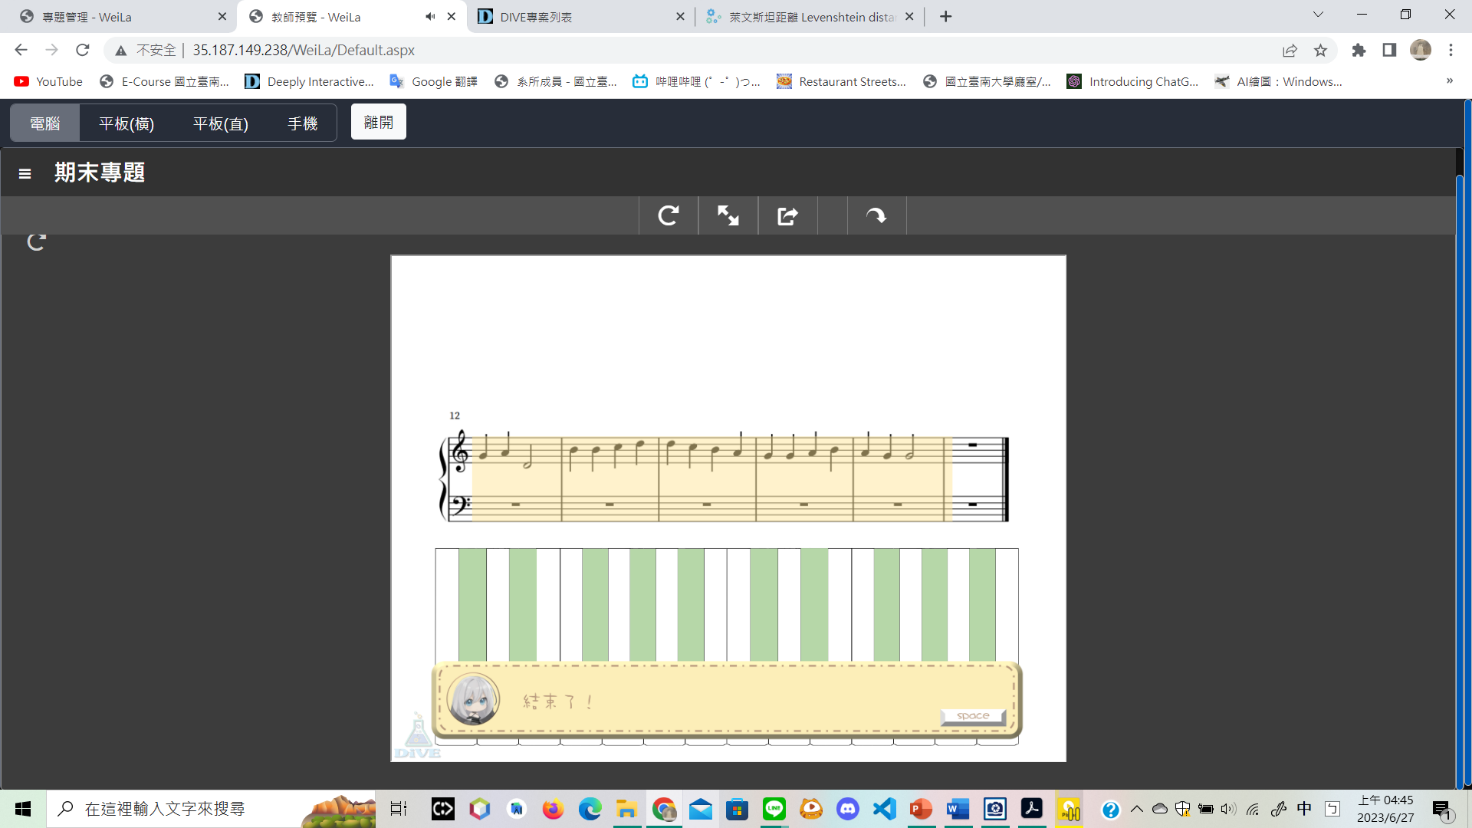 專題管理 - WeiLa
教師預覽 - WeiLa
DIVE專案列表
萊文斯坦距離 Levenshtein dista
不安全 | 35.187.149.238/WeiLa/Default.aspx
YouTube
E-Course 國立臺南...
Deeply Interactive...
Google 翻譯
系所成員 - 國立臺...
嗶哩嗶哩 (゜-゜)つ...
Restaurant Streets...
國立臺南大學廳室/...
Introducing ChatG...
AI繪圖：Windows...
»
電腦
平板(橫)
平板(直)
手機
離開
期末專題
12
結束了！
space
DIVE
在這裡輸入文字來搜尋
中
上午 04:45
2023/6/27
1